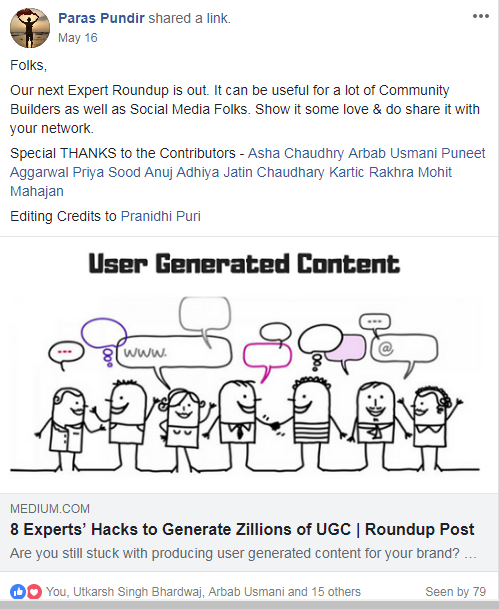 Paras Pundir shared a link.
May 16
Folks,
Our next Expert Roundup is out. It can be useful for a lot of Community
Builders as well as Social Media Folks. Show it some love & do share it with
your network.
Special THANKS to the Contributors - Asha Chaudhry Arbab Usmani Puneet
Aggarwal Priya Sood Anuj Adhiya Jatin Chaudhary Kartic Rakhra Mohit
Mahajan
Editing Credits to Pranidhi Puri
User Generated Content
www.
@
MEDIUM.COM
8 Experts' Hacks to Generate Zillions of UGC | Roundup Post
Are you still stuck with producing user generated content for your brand? …
You, Utkarsh Singh Bhardwaj, Arbab Usmani and 15 others
Seen by 79